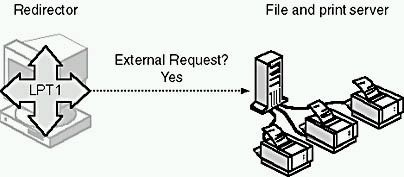 Redirector
File and print server
External Request?
Yes
LPT1